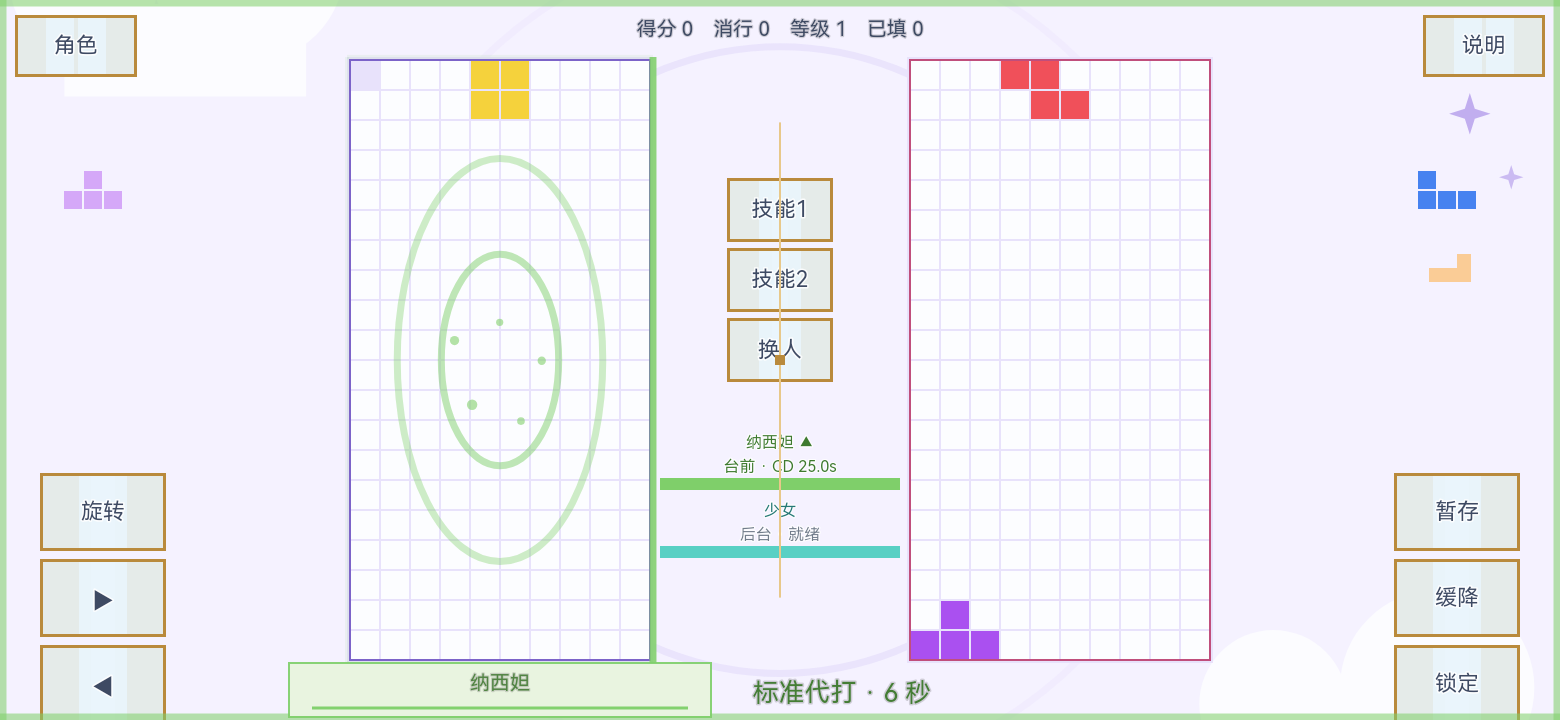 角色
得分 0 消行 0 等级 1 已填 0
说明
技能1
技能2
换人
纳西妲 ▲
台前 · CD 25.0s
少女
后台 就绪
旋转
▶
◀
暂存
缓降
锁定
纳西妲
标准代打 · 6 秒